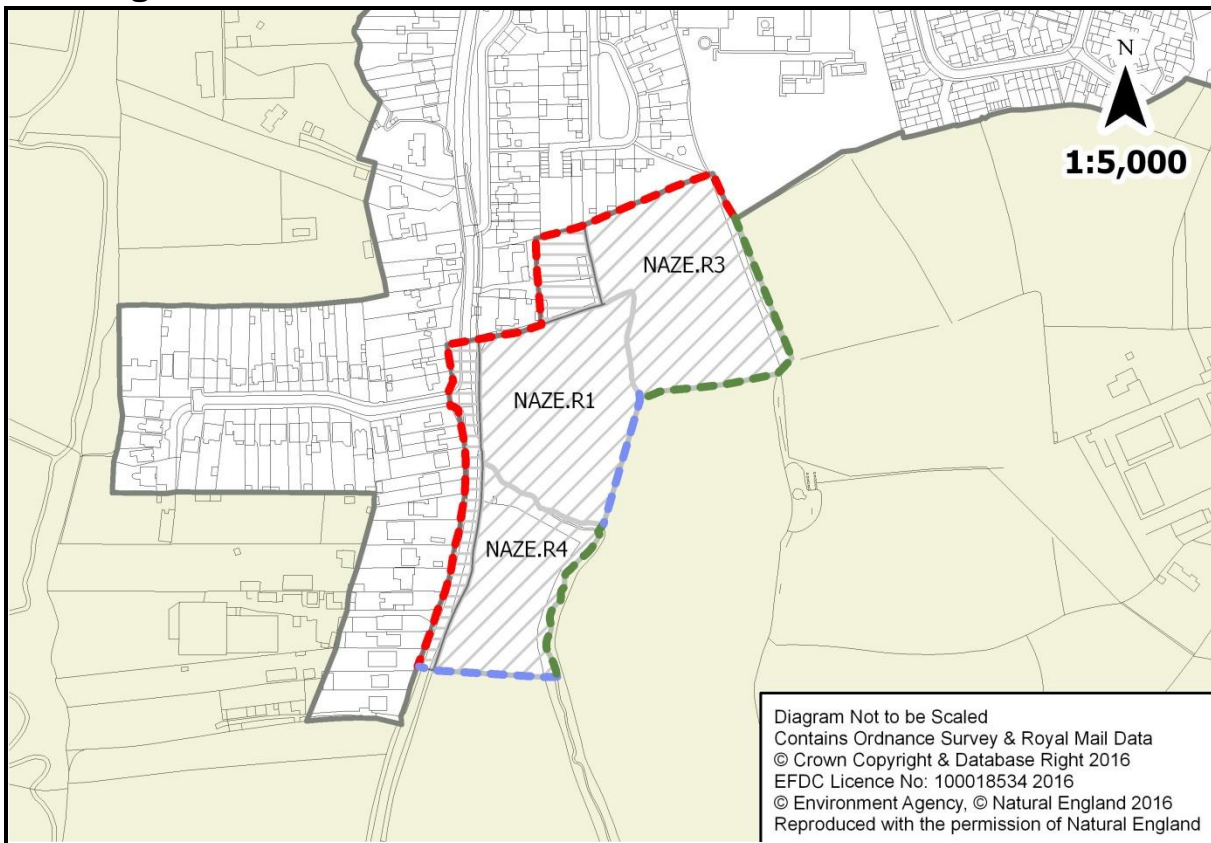 N
1:5,000
NAZE.R3
NAZE.R1
NAZE.R4
Diagram Not to be Scaled
Contains Ordnance Survey & Royal Mail Data
© Crown Copyright & Database Right 2016
EFDC Licence No: 100018534 2016
© Environment Agency, © Natural England 2016
Reproduced with the permission of Natural England